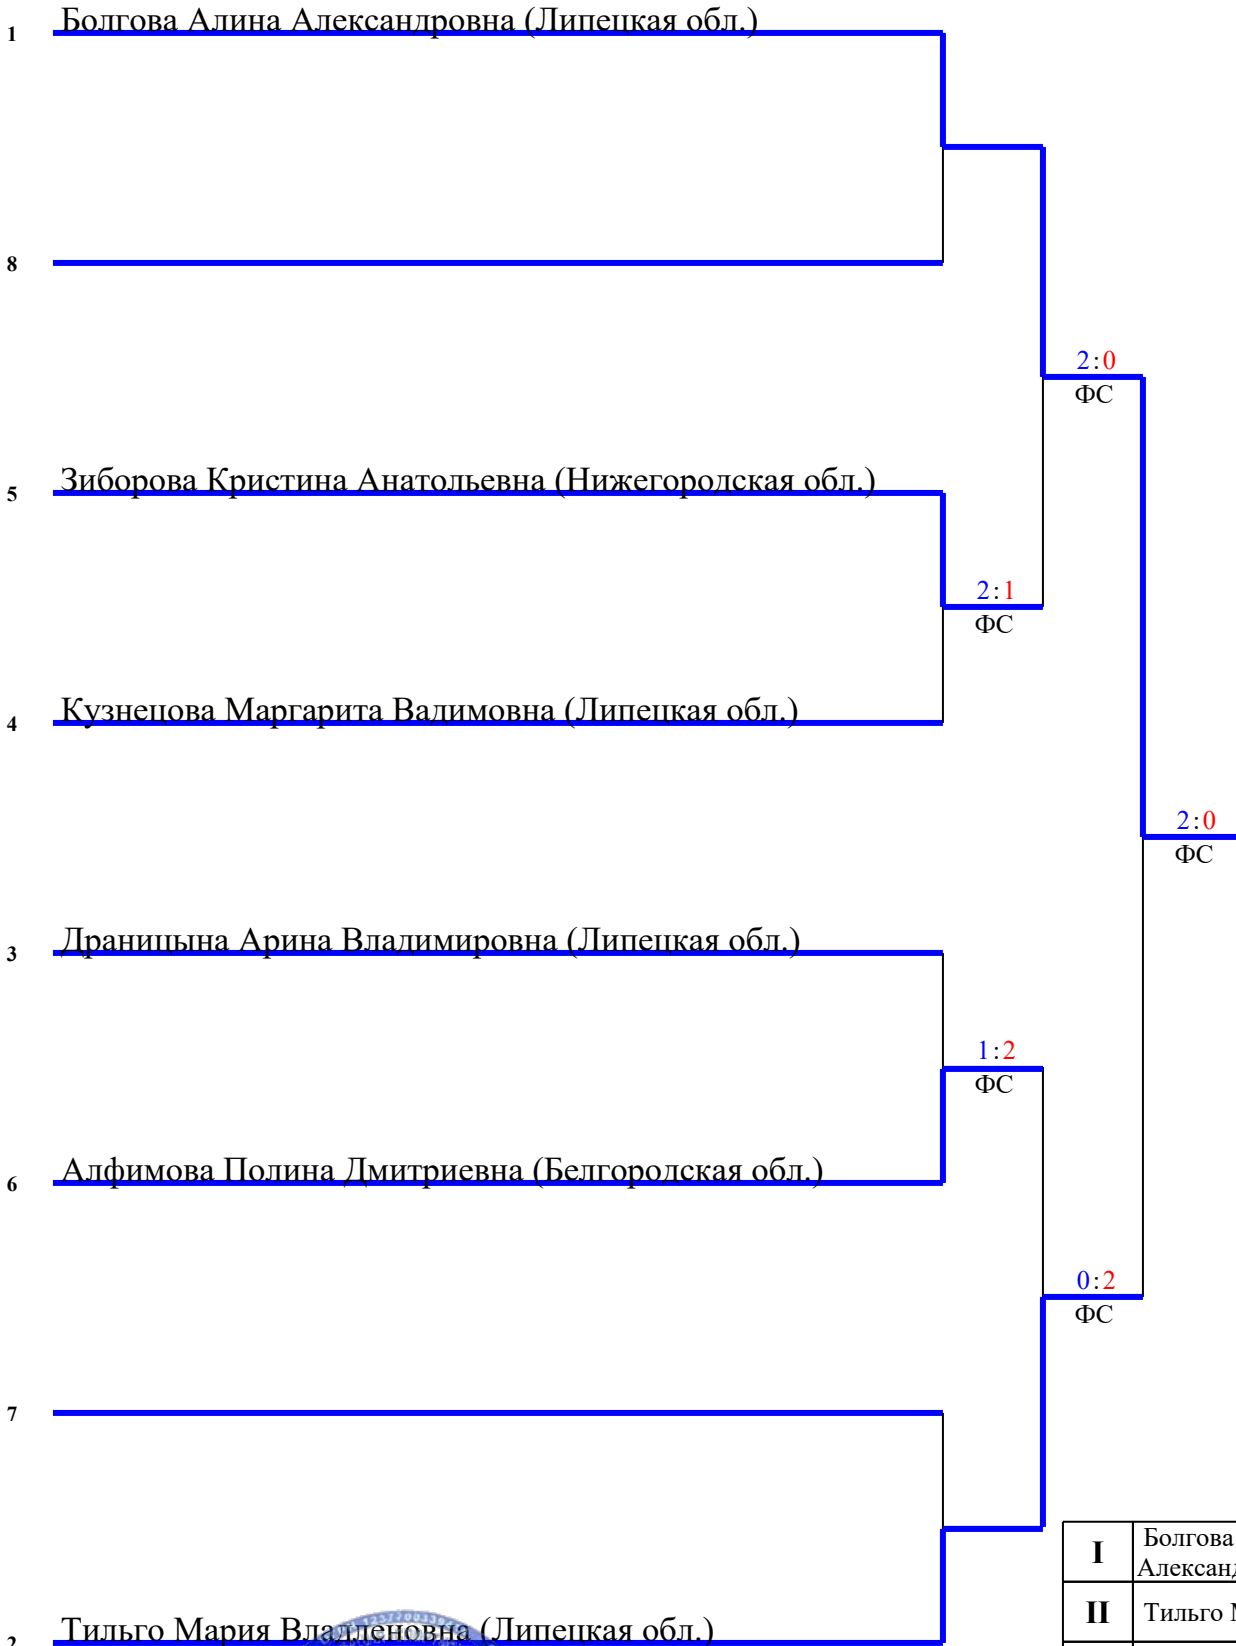 1 Болгова Алина Александровна (Липецкая обл.)
8
2:0
ФС
5 Зиборова Кристина Анатольевна (Нижегородская обл.)
2:1
ФС
4 Кузнецова Маргарита Вадимовна (Липецкая обл.)
2:0
ФС
3 Драницына Арина Владимировна (Липецкая обл.)
1:2
ФС
6 Алфимова Полина Дмитриевна (Белгородская обл.)
0:2
ФС
7
I Болгова
II Тильго
2 Тильго Мария Владленовна (Липецкая обл.)